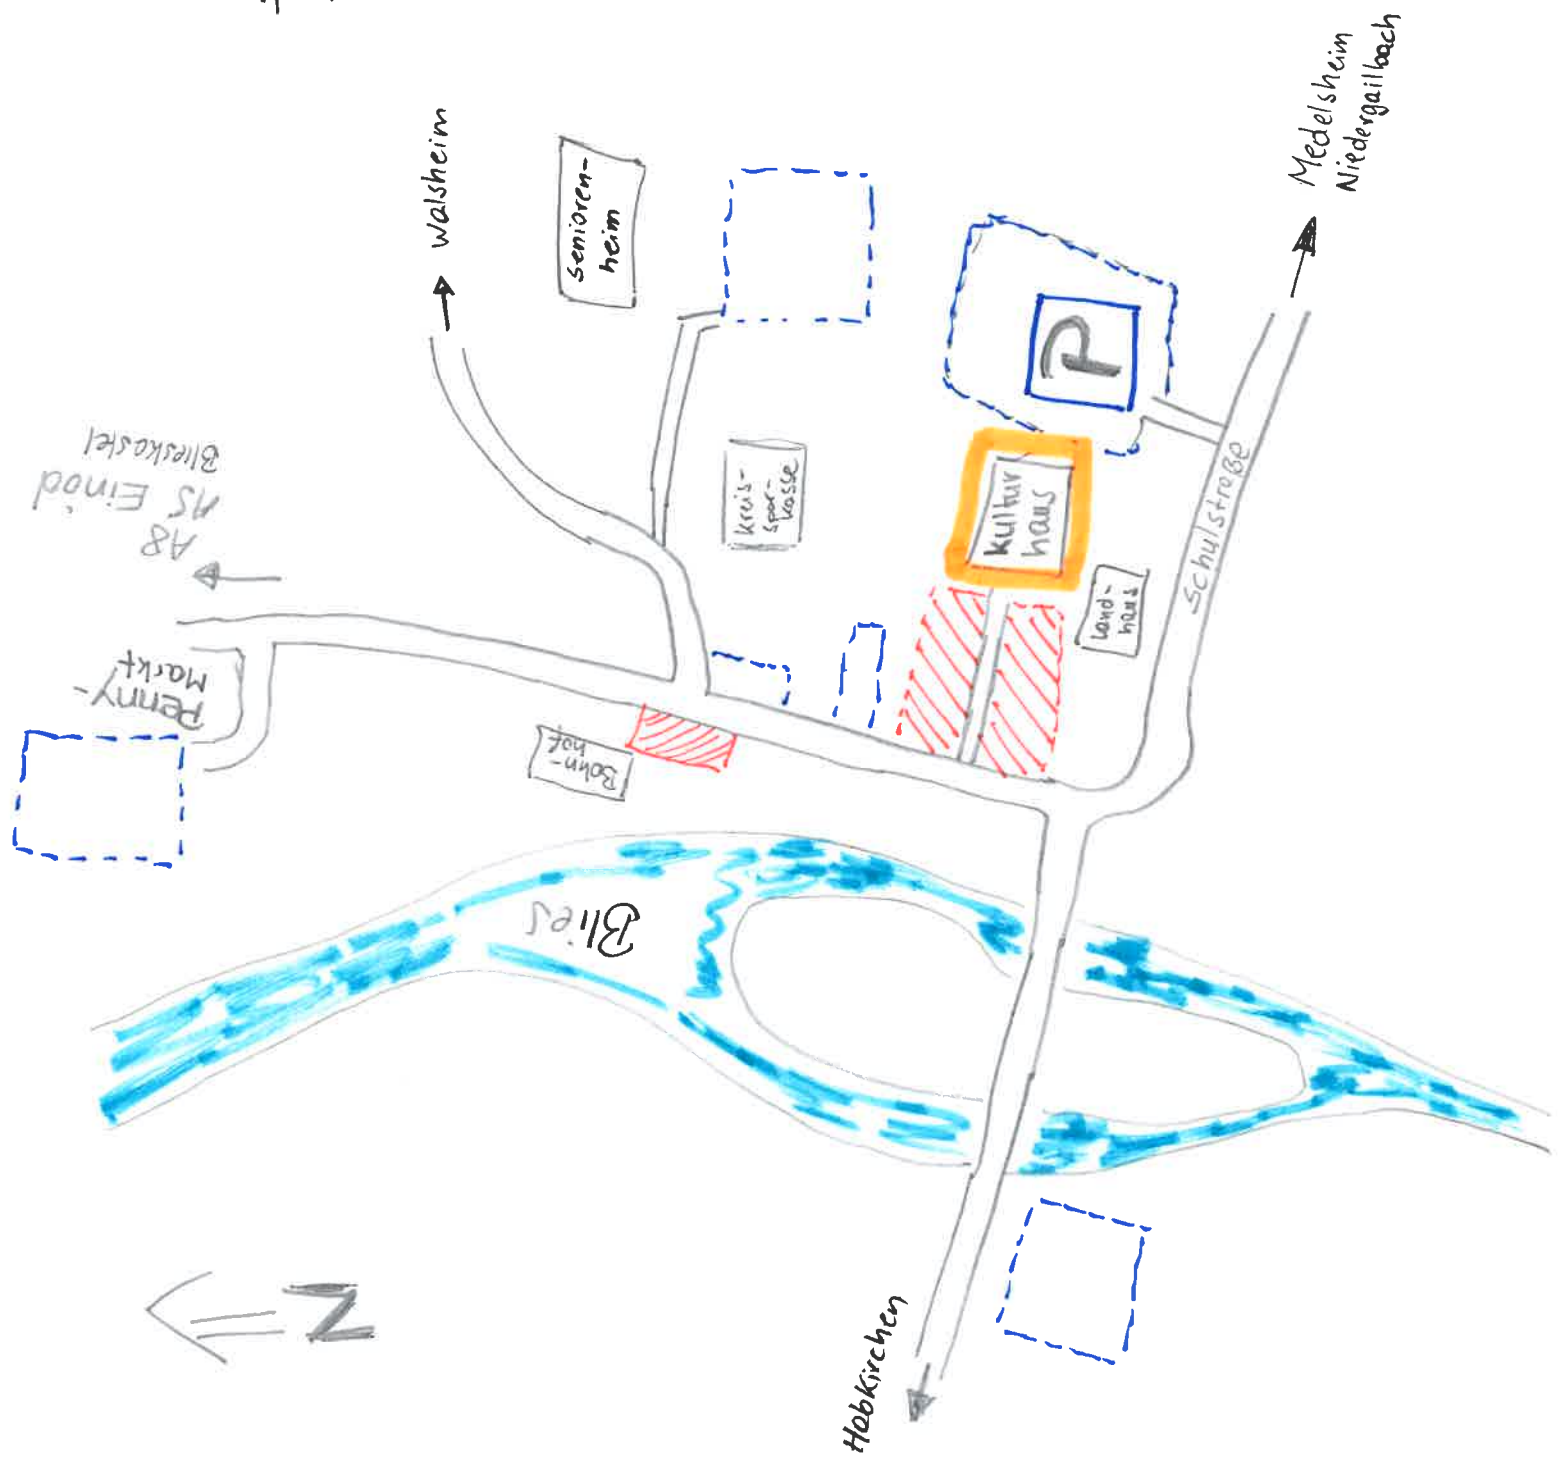 Walsheim
Senioren-
heim
Medelsheim
Niedergailbach
P
A8
AS Einöd
Blieskastel
Kreis-
spar-
kasse
Kultur
haus
Land-
haus
Schulstraße
Penny-
Markt
Bahn-
hof
Blies
N
Habkirchen